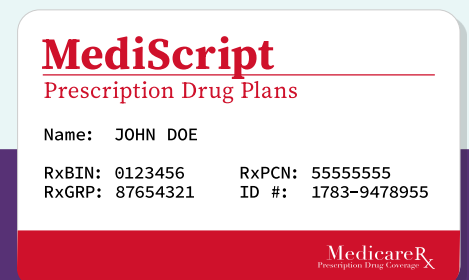 MediScript
Prescription Drug Plans
Name: JOHN DOE
RxBIN: 0123456 RxPCN: 55555555
RxGRP: 87654321 ID #: 1783-9478955
MedicareRx
Prescription Drug Coverage